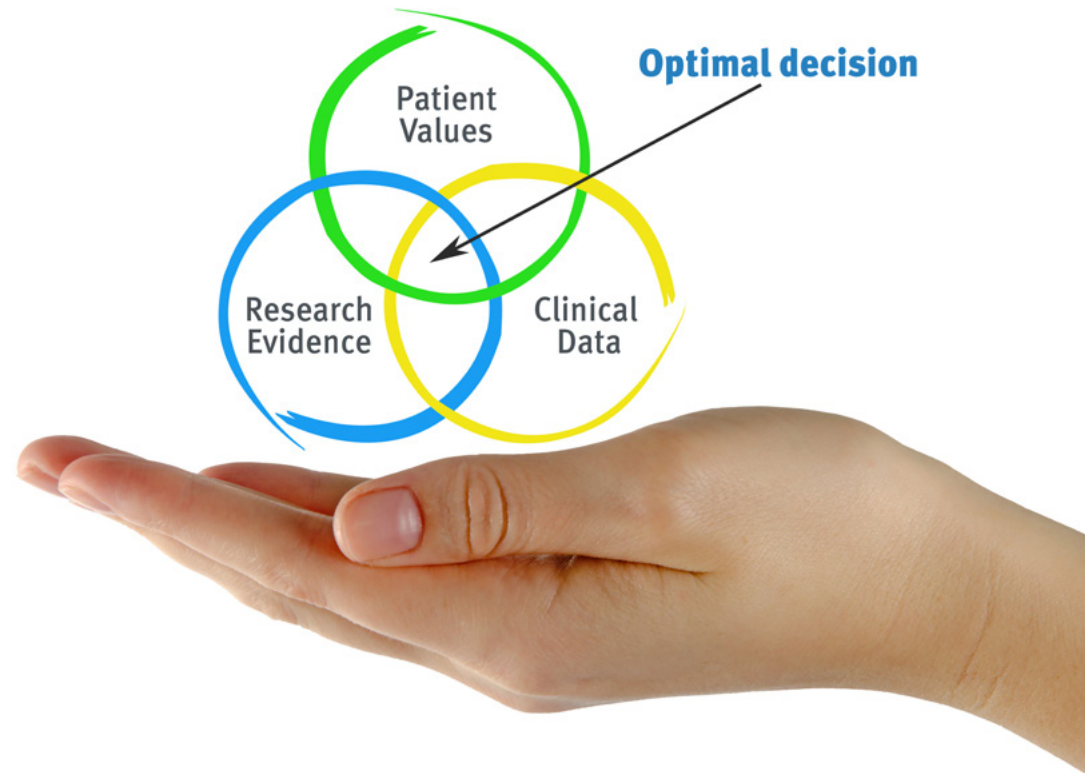 Optimal decision
Patient
Values
Research
Evidence
Clinical
Data